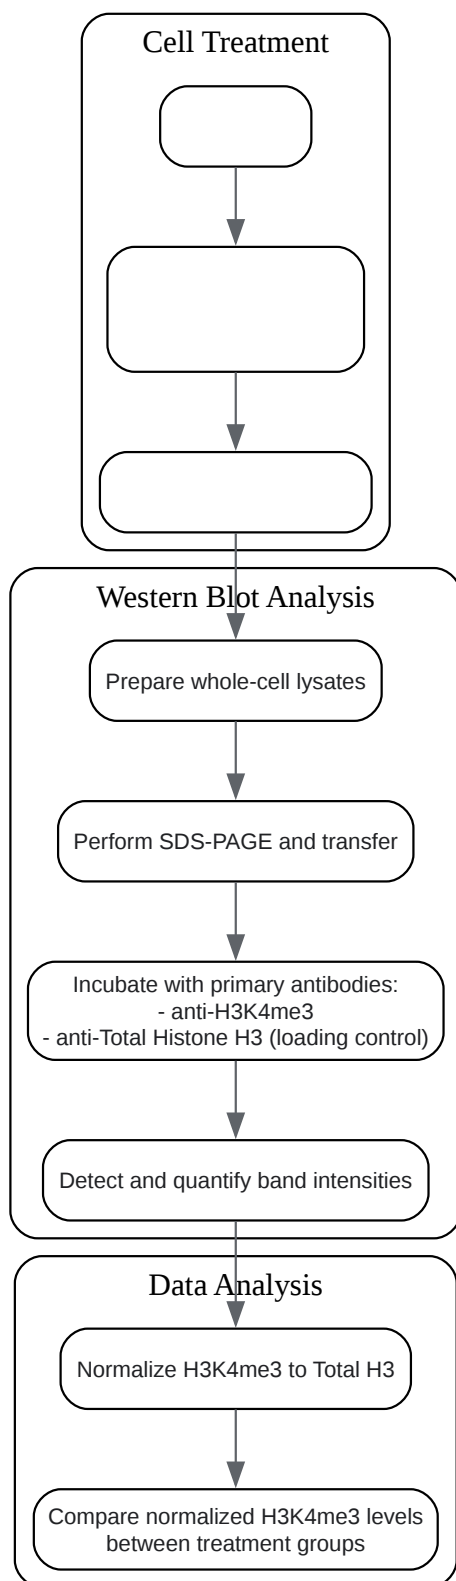 Cell Treatment
Western Blot Analysis
Prepare whole-cell lysates
Perform SDS-PAGE and transfer
Incubate with primary antibodies:
- anti-H3K4me3
- anti-Total Histone H3 (loading control)
Detect and quantify band intensities
Data Analysis
Normalize H3K4me3 to Total H3
Compare normalized H3K4me3 levels
between treatment groups